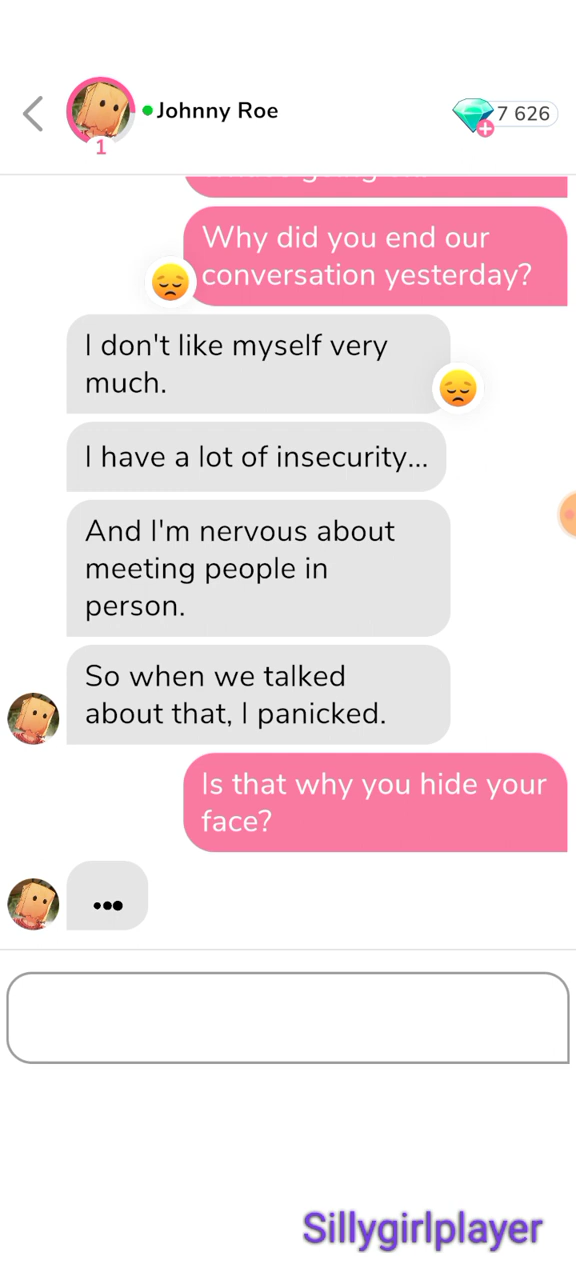 Johnny Roe
7 626
1
Why did you end our
conversation yesterday?
I don't like myself very
much.
I have a lot of insecurity...
And I'm nervous about
meeting people in
person.
So when we talked
about that, I panicked.
Is that why you hide your
face?
Sillygirlplayer